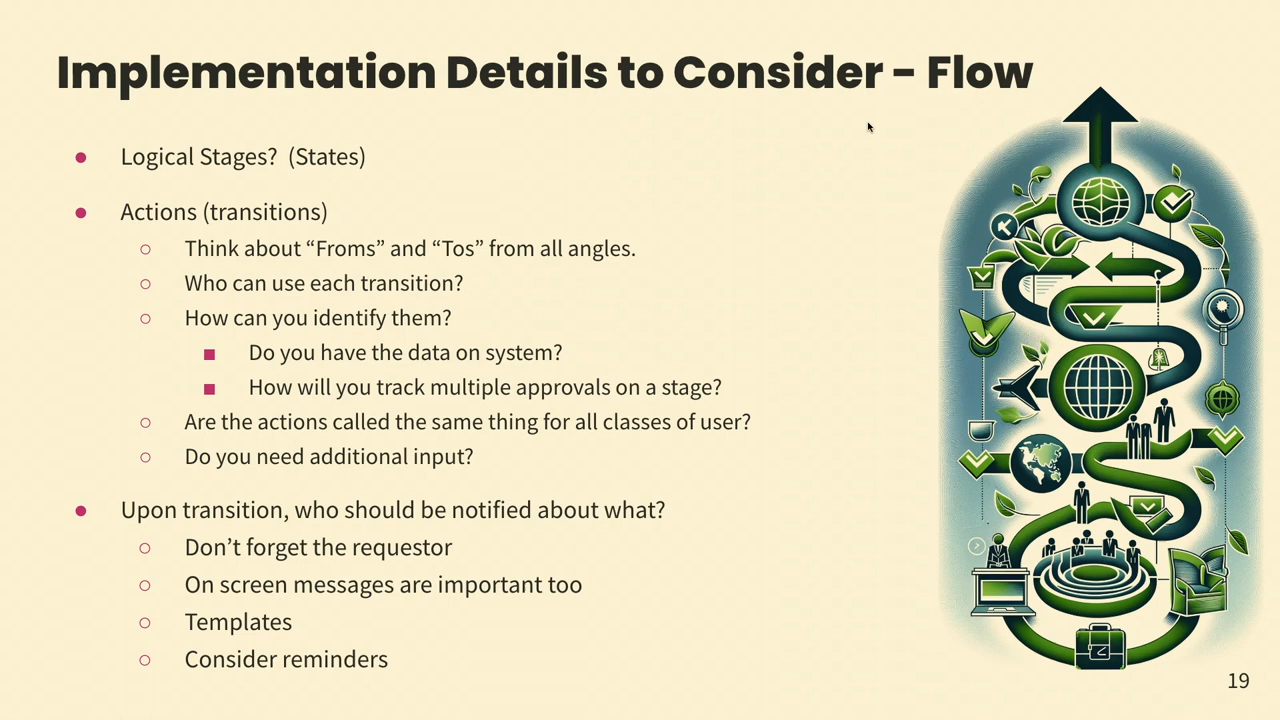 Implementation Details to Consider - Flow
● Logical Stages?  (States)
● Actions (transitions)
○ Think about “Froms” and “Tos” from all angles.
○ Who can use each transition?
○ How can you identify them?
■ Do you have the data on system?
■ How will you track multiple approvals on a stage?
○ Are the actions called the same thing for all classes of user?
○ Do you need additional input?
● Upon transition, who should be notified about what?
○ Don’t forget the requestor
○ On screen messages are important too
○ Templates
○ Consider reminders
19